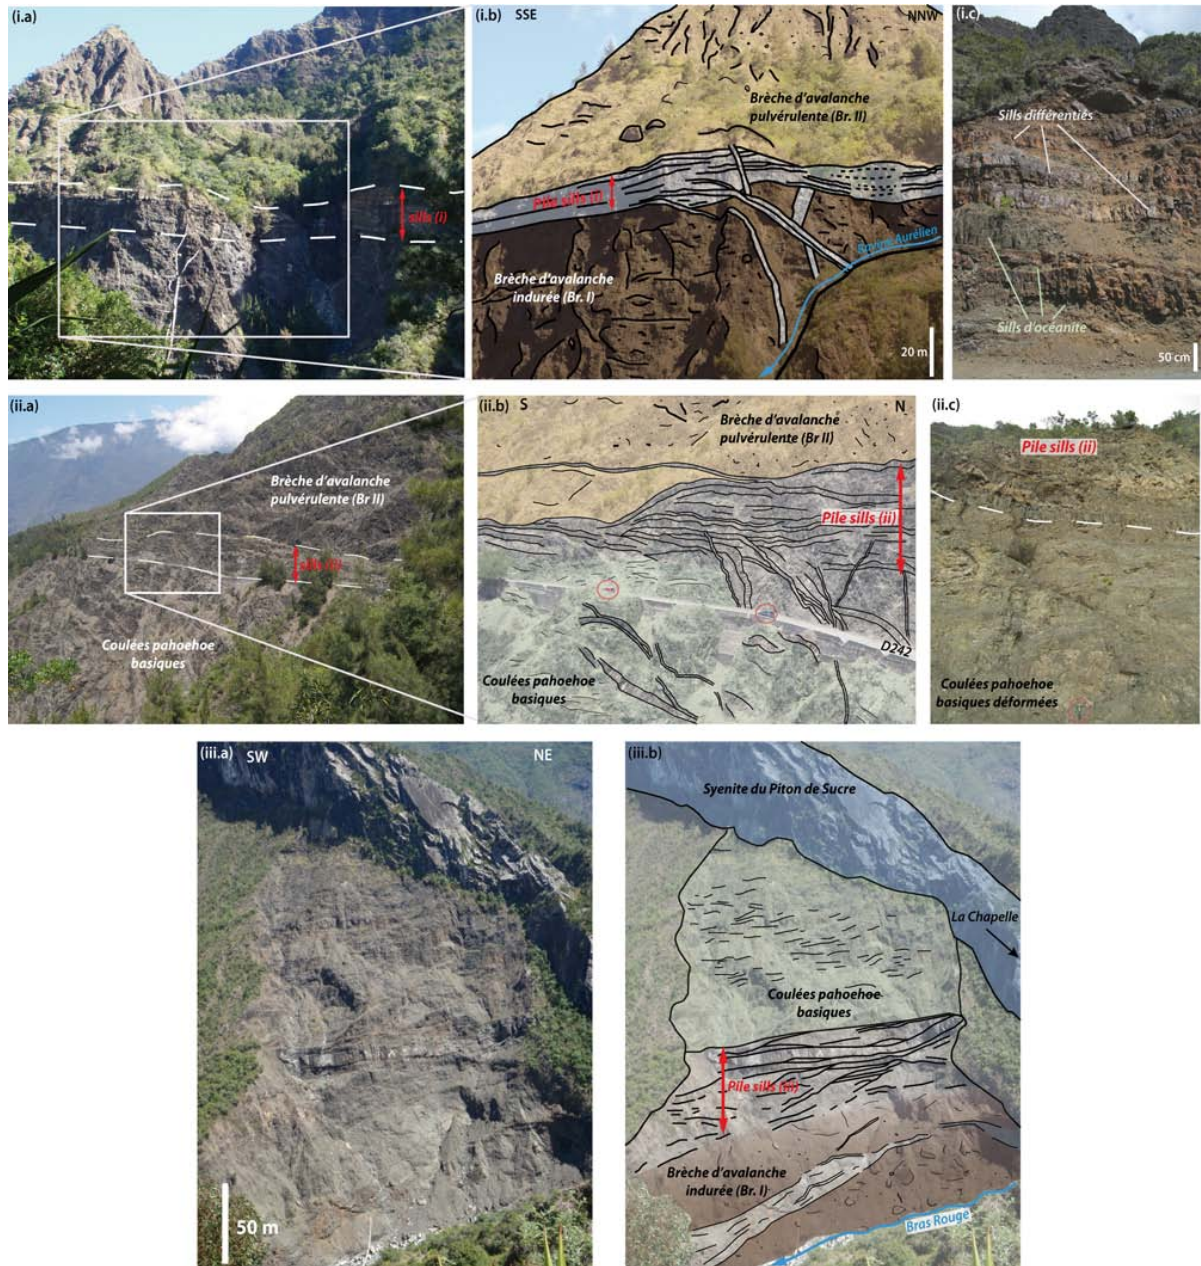 (i.a)
sills (i)
(i.b)
SSE
NNW
Brèche d'avalanche
pulvérulente (Br. II)
Pile sills (i)
Ravine Aurélien
Brèche d'avalanche
indurée (Br. I)
20 m
(i.c)
Sills différentiés
Sills d'océanite
50 cm
(ii.a)
Brèche d'avalanche
pulvérulente (Br II)
Coulées pahoehoe
basiques
(ii.b)
S
N
Brèche d'avalanche
pulvérulente (Br II)
Pile sills (ii)
D242
Coulées pahoehoe
basiques
(ii.c)
Pile sills (ii)
Coulées pahoehoe
basiques déformées
(iii.a)
SW
NE
50 m
(iii.b)
Syenite du Piton de Sucre
La Chapelle
Coulées pahoehoe
basiques
Pile sills (iii)
Brèche d'avalanche
indurée (Br. I)
Bras Rouge